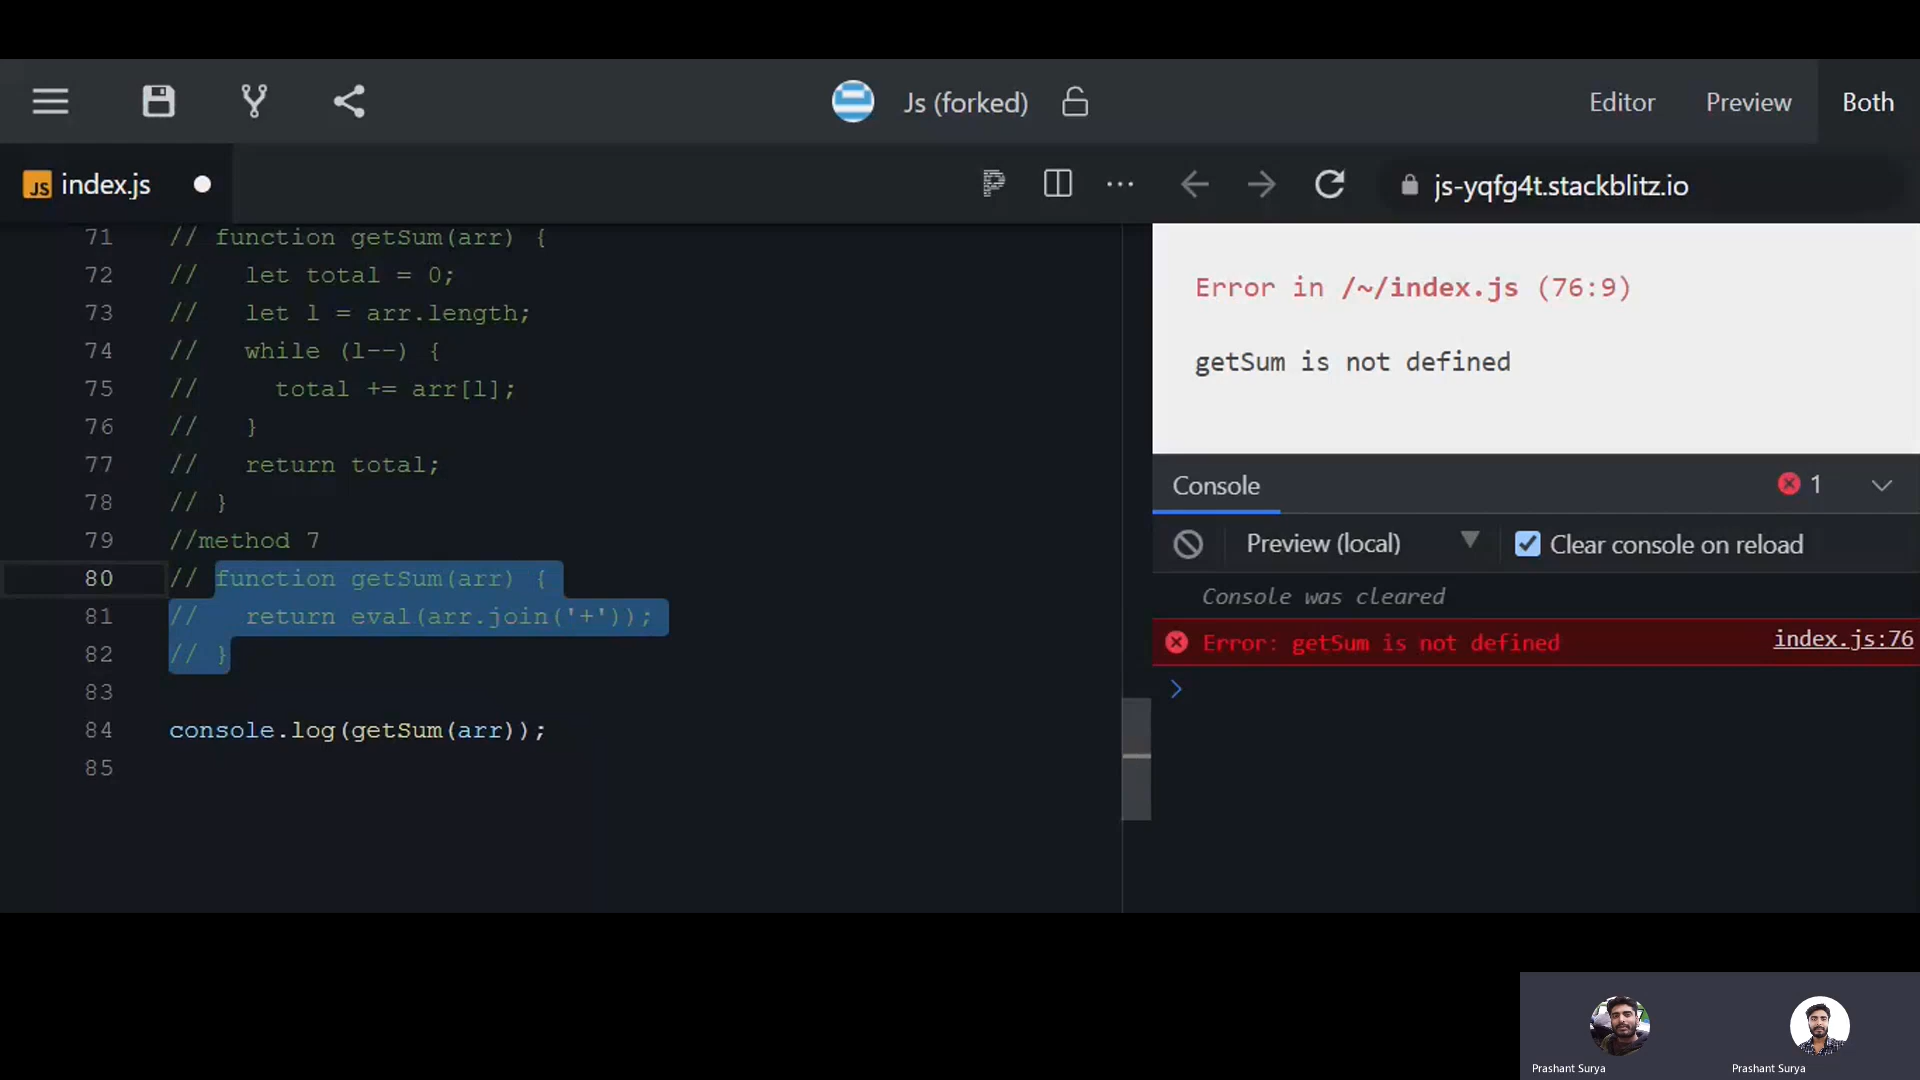 Js (forked)
Editor Preview Both
JS index.js
js-yqfg4t.stackblitz.io
71 // function getSum(arr) {
72 //   let total = 0;
73 //   let l = arr.length;
74 //   while (l--) {
75 //     total += arr[l];
76 //   }
77 //   return total;
78 // }
79 //method 7
80 // function getSum(arr) {
81 //   return eval(arr.join('+'));
82 // }
83
84 console.log(getSum(arr));
85
Error in /~/index.js (76:9)
getSum is not defined
Console 1
Preview (local) Clear console on reload
Console was cleared
Error: getSum is not defined index.js:76
Prashant Surya
Prashant Surya